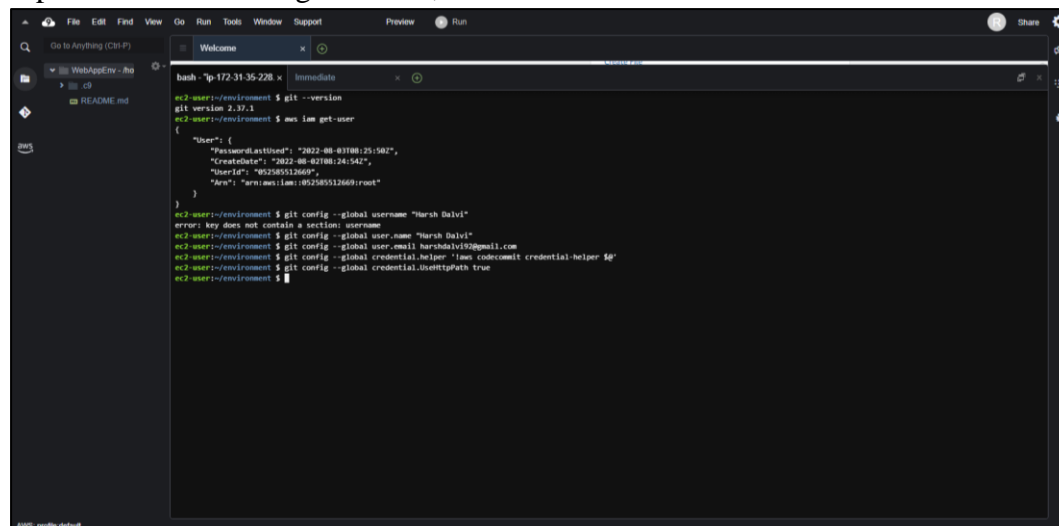 File Edit Find View Go Run Tools Window Support Preview Run Share
Go to Anything (Ctrl-P)
Welcome
WebAppEnv - /ho
c9
README.md
aws
bash - "ip-172-31-35-228. Immediate
ec2-user:~/environment $ git --version
git version 2.37.1
ec2-user:~/environment $ aws iam get-user
{
"User": {
"PasswordLastUsed": "2022-08-03T08:25:50Z",
"CreateDate": "2022-08-02T08:24:54Z",
"UserId": "052585512669",
"Arn": "arn:aws:iam::052585512669:root"
}
}
ec2-user:~/environment $ git config --global username "Harsh Dalvi"
error: key does not contain a section: username
ec2-user:~/environment $ git config --global user.name "Harsh Dalvi"
ec2-user:~/environment $ git config --global user.email harshdalvi92@gmail.com
ec2-user:~/environment $ git config --global credential.helper '!aws codecommit credential-helper $@'
ec2-user:~/environment $ git config --global credential.UseHttpPath true
ec2-user:~/environment $
AWS: profile:default